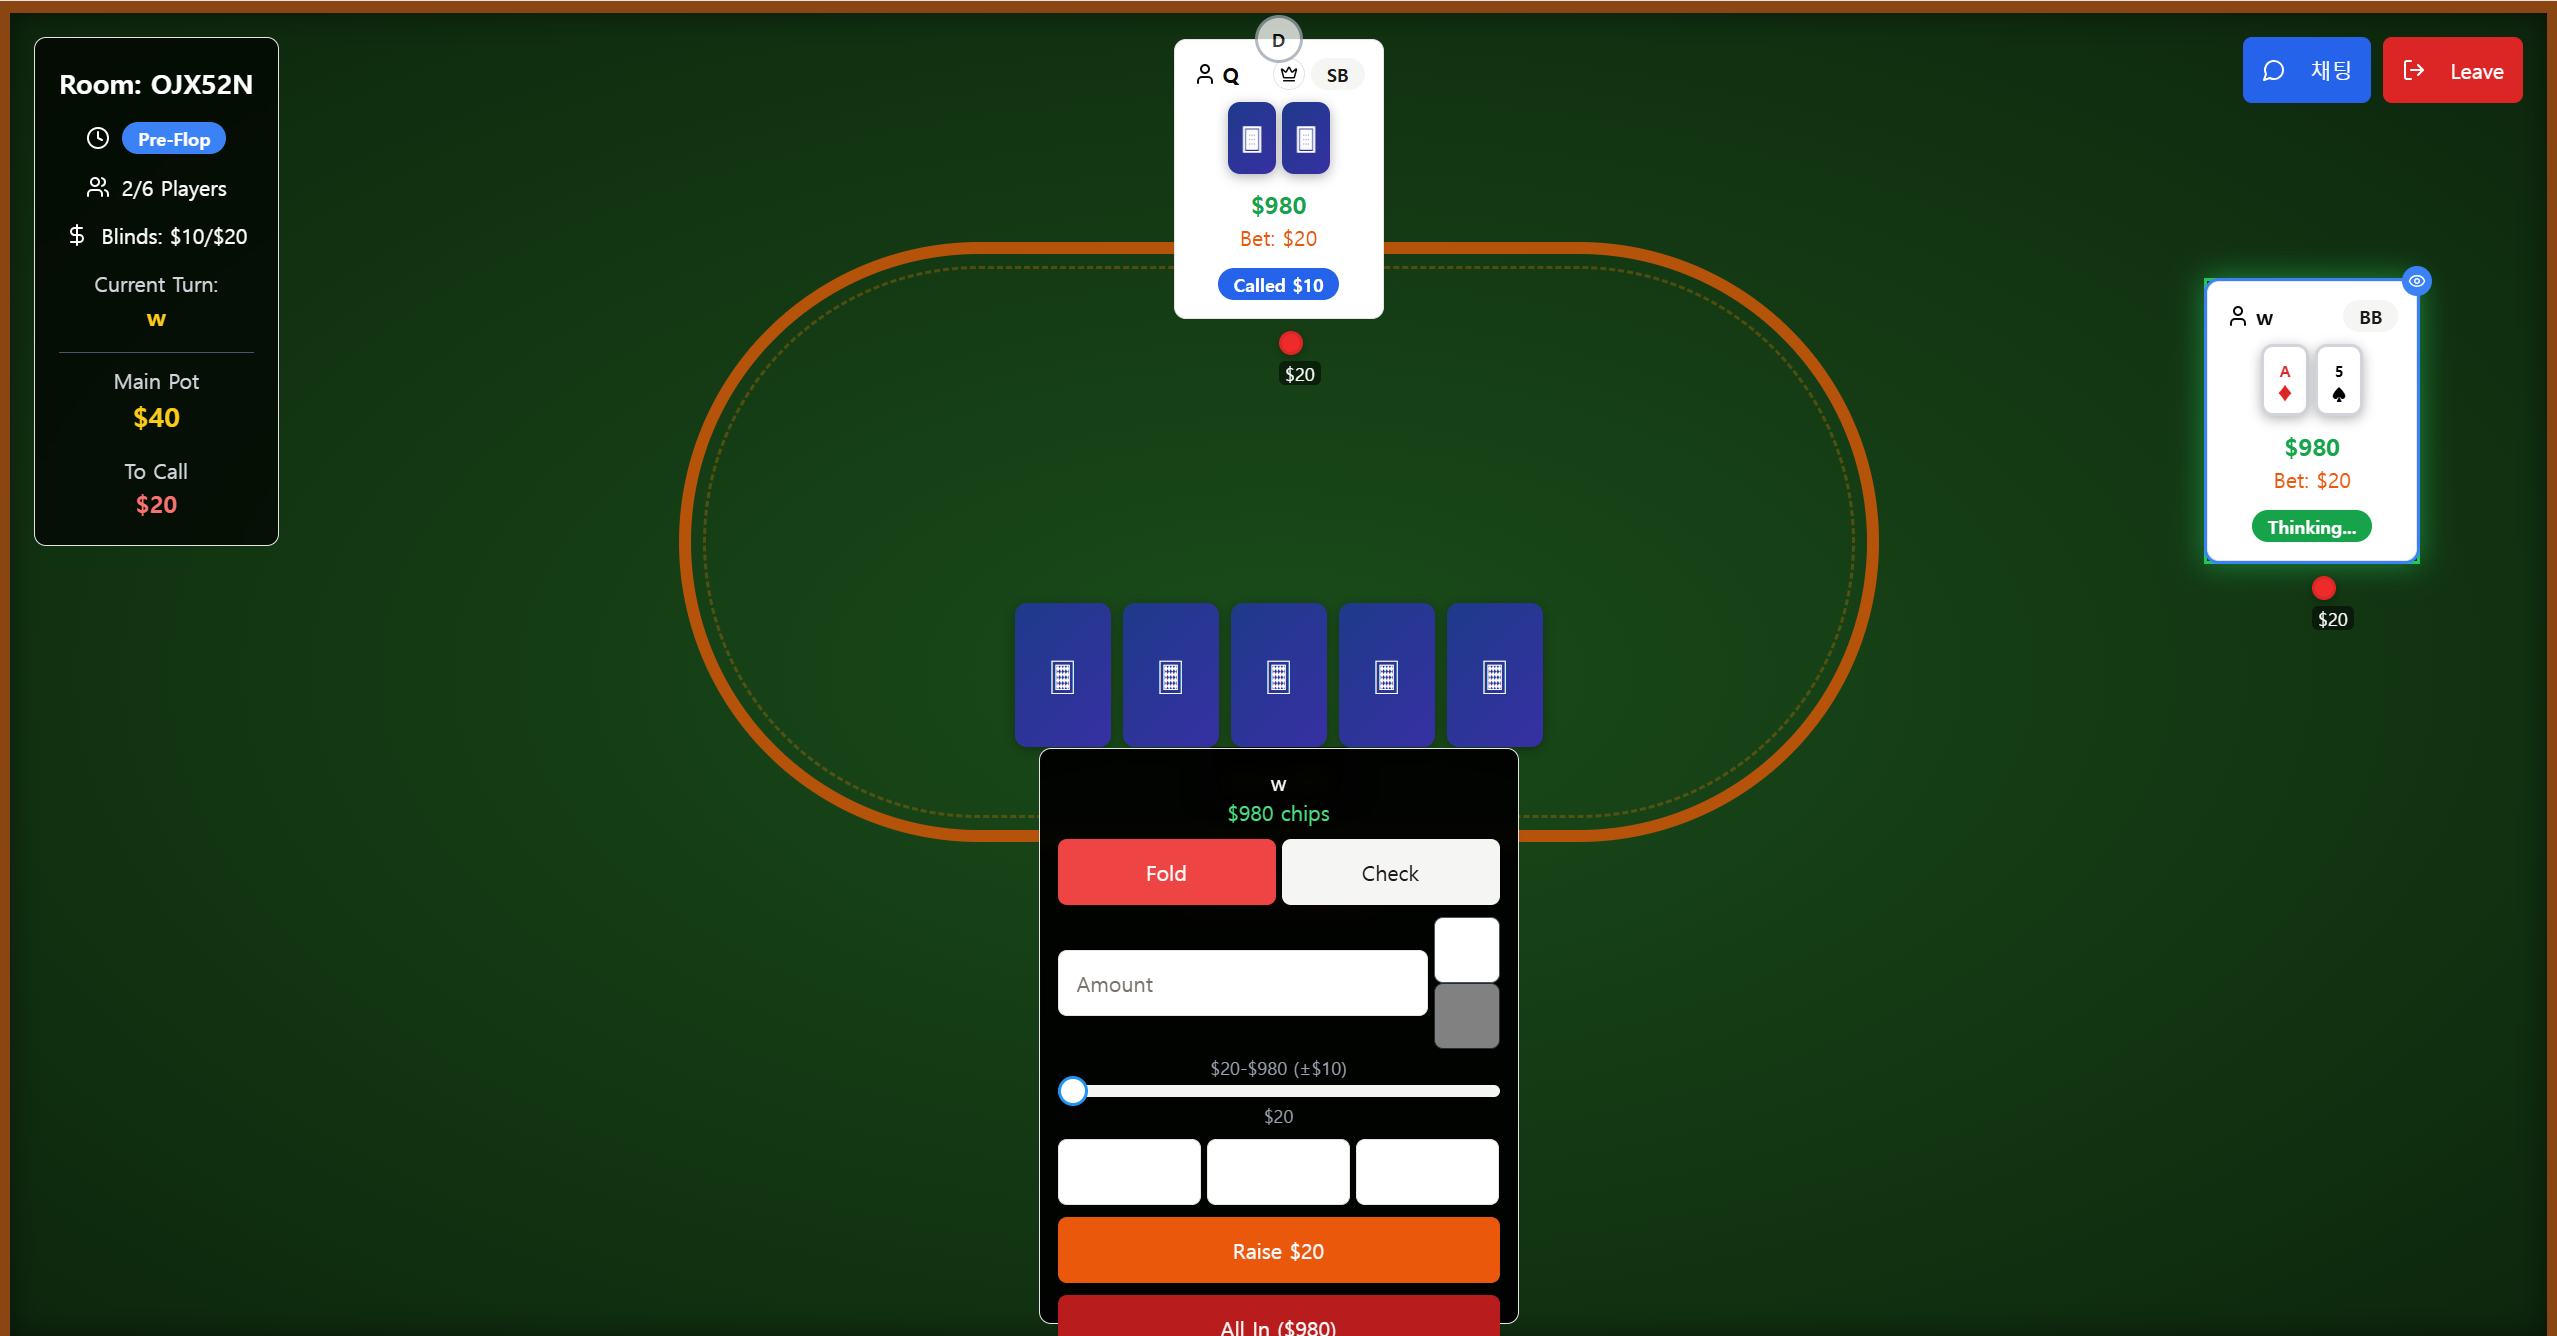 Room: OJX52N
Pre-Flop
2/6 Players
Blinds: $10/$20
Current Turn:
w
Main Pot
$40
To Call
$20
D
Q SB
$980
Bet: $20
Called $10
$20
채팅
Leave
w BB
A 5
$980
Bet: $20
Thinking...
$20
w
$980 chips
Fold Check
Amount
$20-$980 (±$10)
$20
Raise $20
All In ($980)